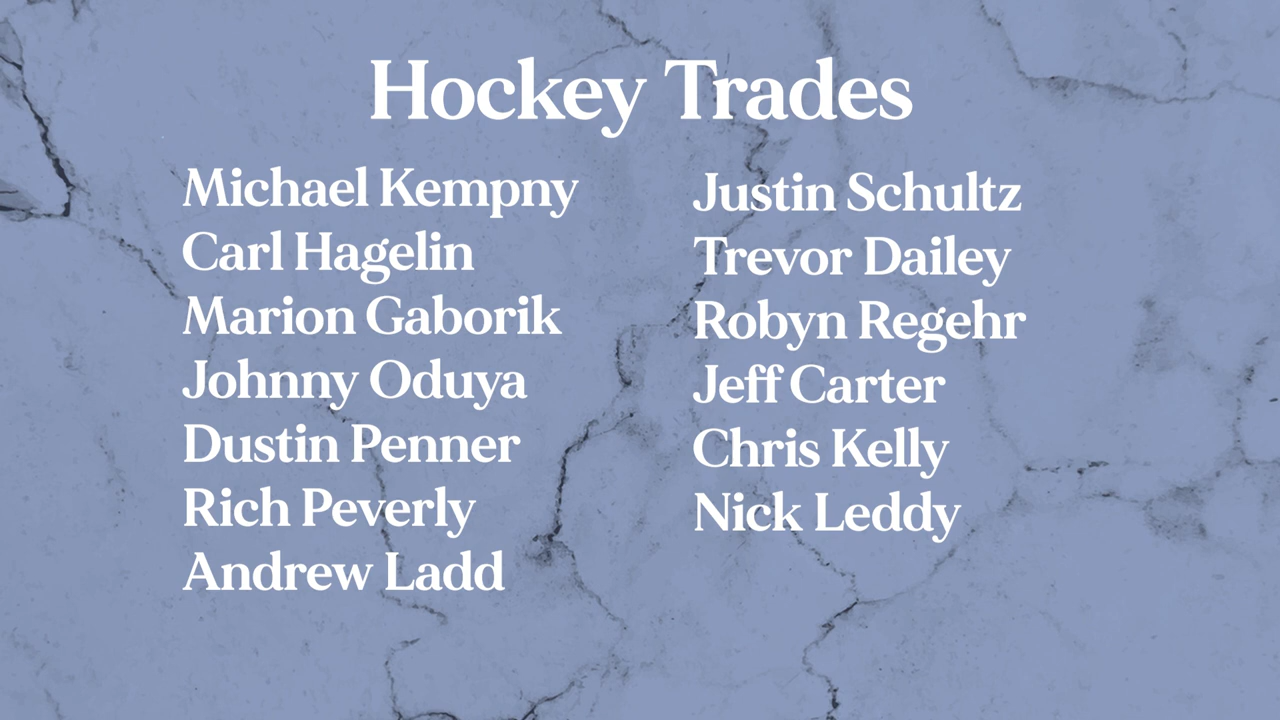 Hockey Trades
Michael Kempny
Carl Hagelin
Marion Gaborik
Johnny Oduya
Dustin Penner
Rich Peverly
Andrew Ladd
Justin Schultz
Trevor Dailey
Robyn Regehr
Jeff Carter
Chris Kelly
Nick Leddy